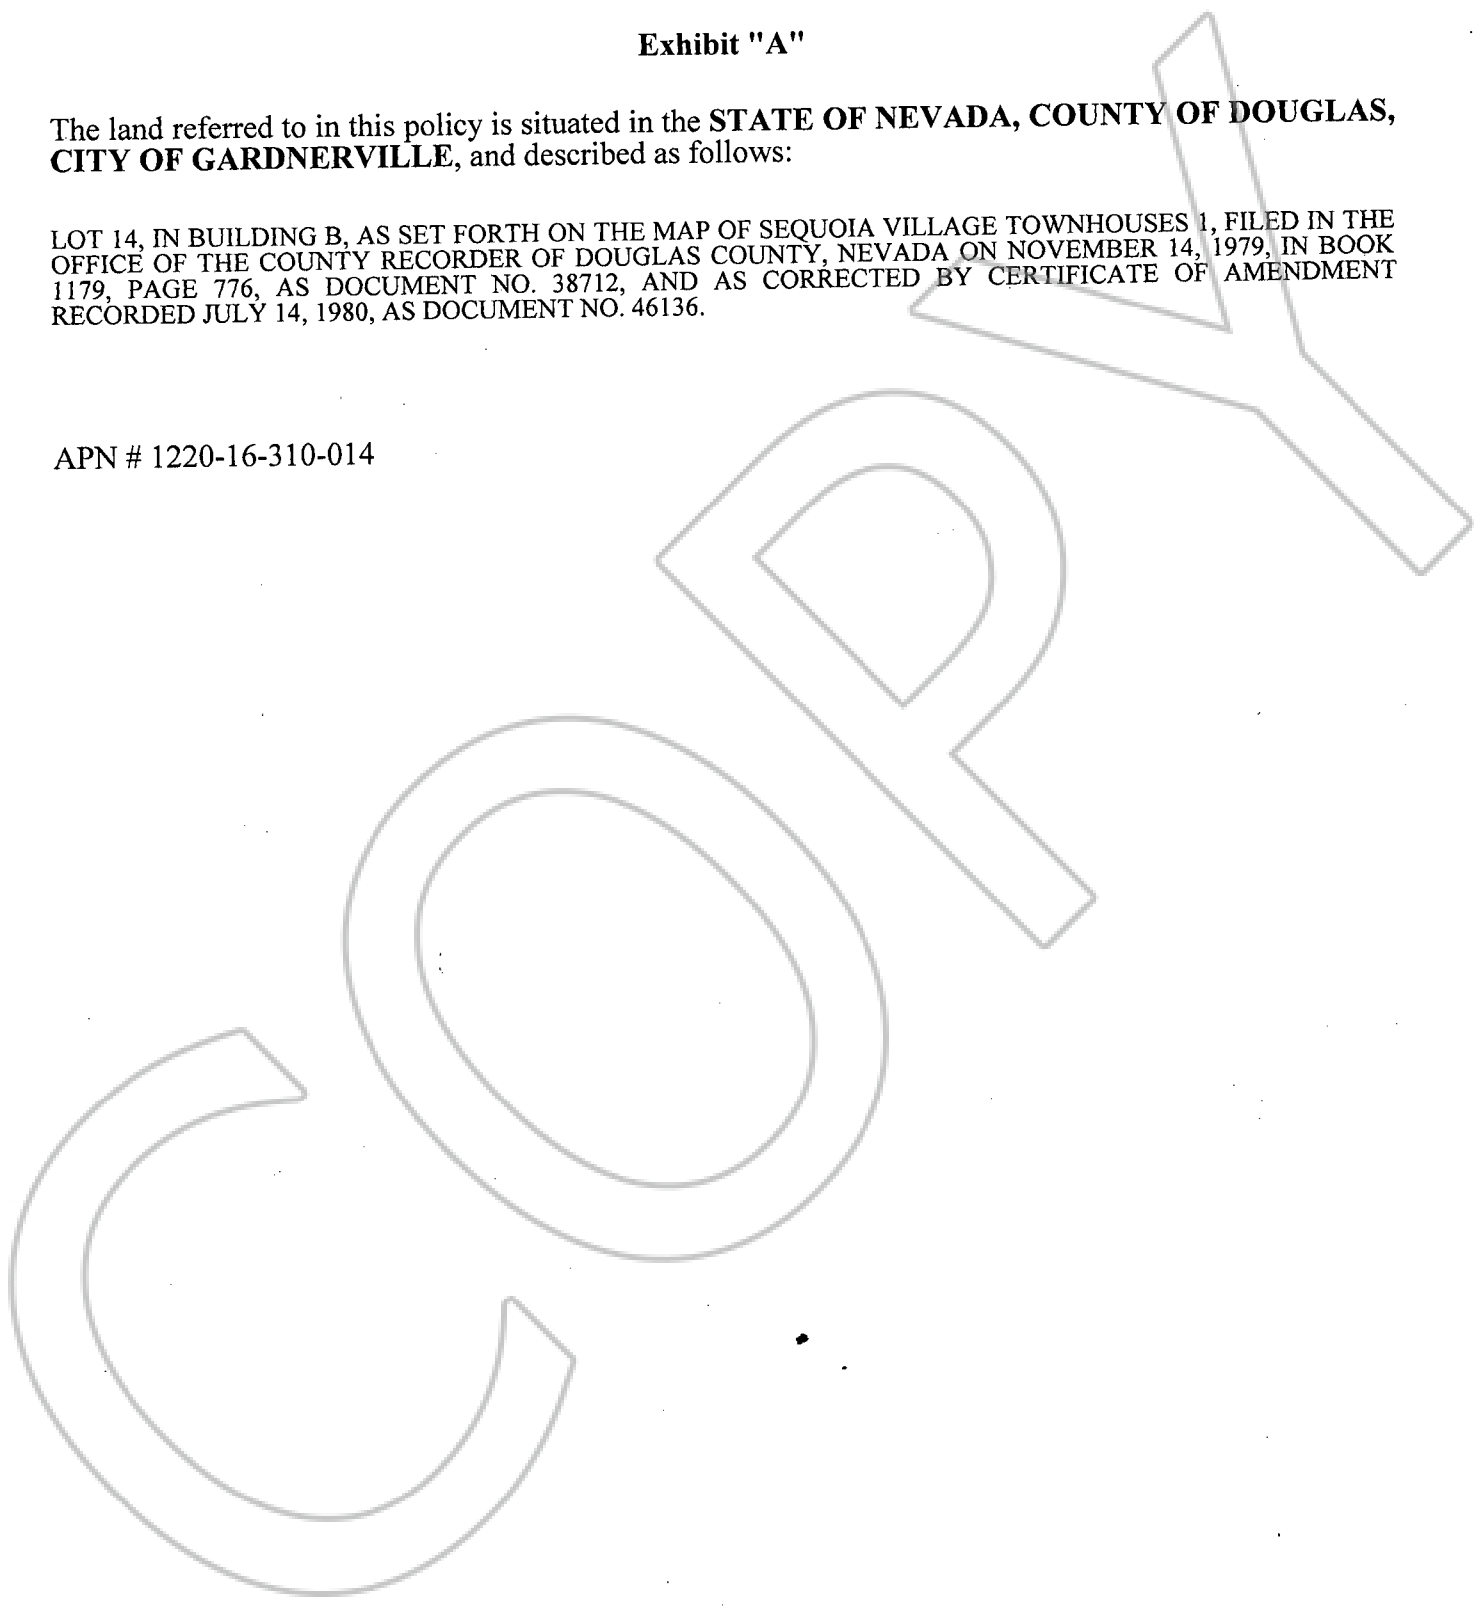 Exhibit "A"
The land referred to in this policy is situated in the STATE OF NEVADA, COUNTY OF DOUGLAS,
CITY OF GARDNERVILLE, and described as follows:
LOT 14, IN BUILDING B, AS SET FORTH ON THE MAP OF SEQUOIA VILLAGE TOWNHOUSES 1, FILED IN THE
OFFICE OF THE COUNTY RECORDER OF DOUGLAS COUNTY, NEVADA ON NOVEMBER 14, 1979, IN BOOK
1179, PAGE 776, AS DOCUMENT NO. 38712, AND AS CORRECTED BY CERTIFICATE OF AMENDMENT
RECORDED JULY 14, 1980, AS DOCUMENT NO. 46136.
APN # 1220-16-310-014
COPY